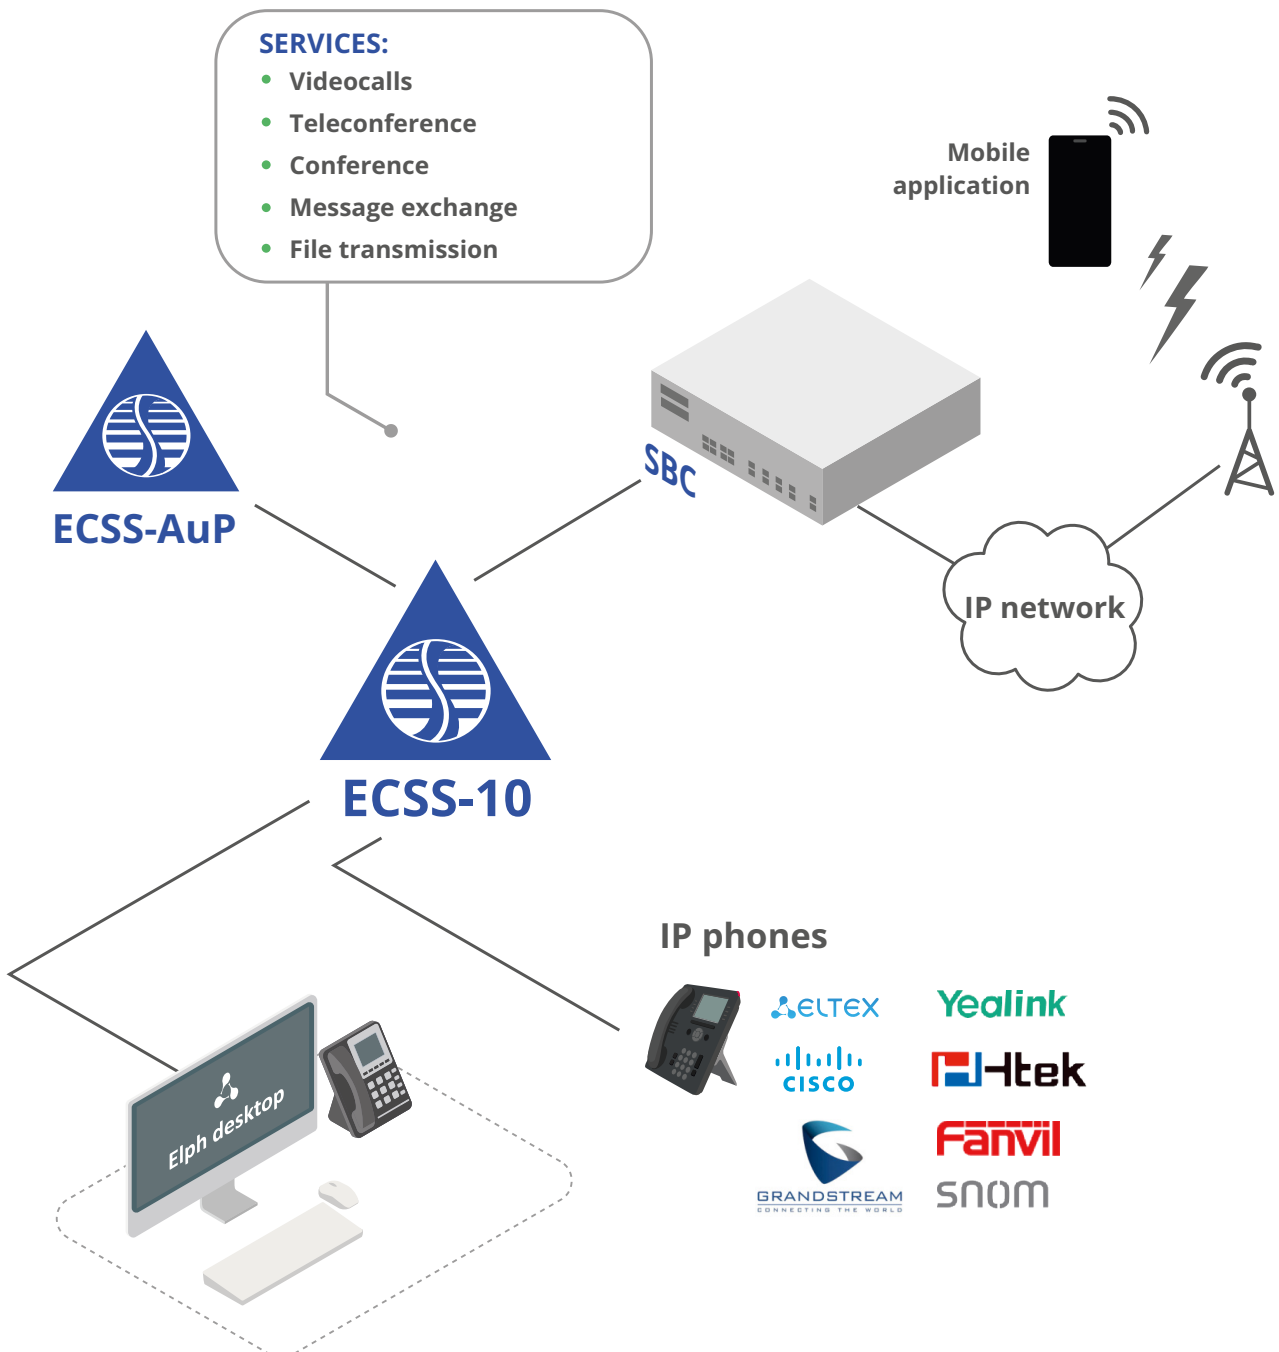 SERVICES:
Videocalls
Teleconference
Conference
Message exchange
File transmission
Mobile
application
SBC
ECSS-AuP
IP network
ECSS-10
IP phones
ELTEX
Yealink
CISCO
Htek
Fanvil
GRANDSTREAM
CONNECTING THE WORLD
snom
Elph desktop